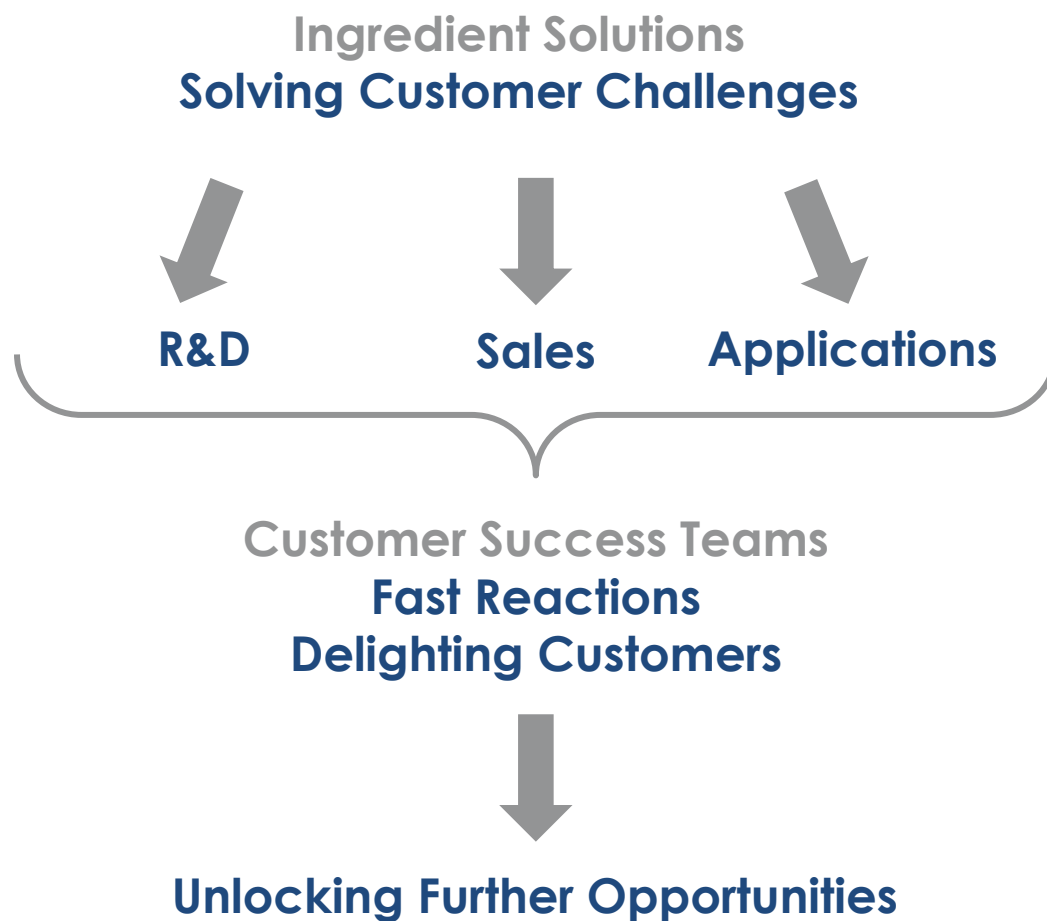 Ingredient Solutions
Solving Customer Challenges
R&D
Sales
Applications
Customer Success Teams
Fast Reactions
Delighting Customers
Unlocking Further Opportunities